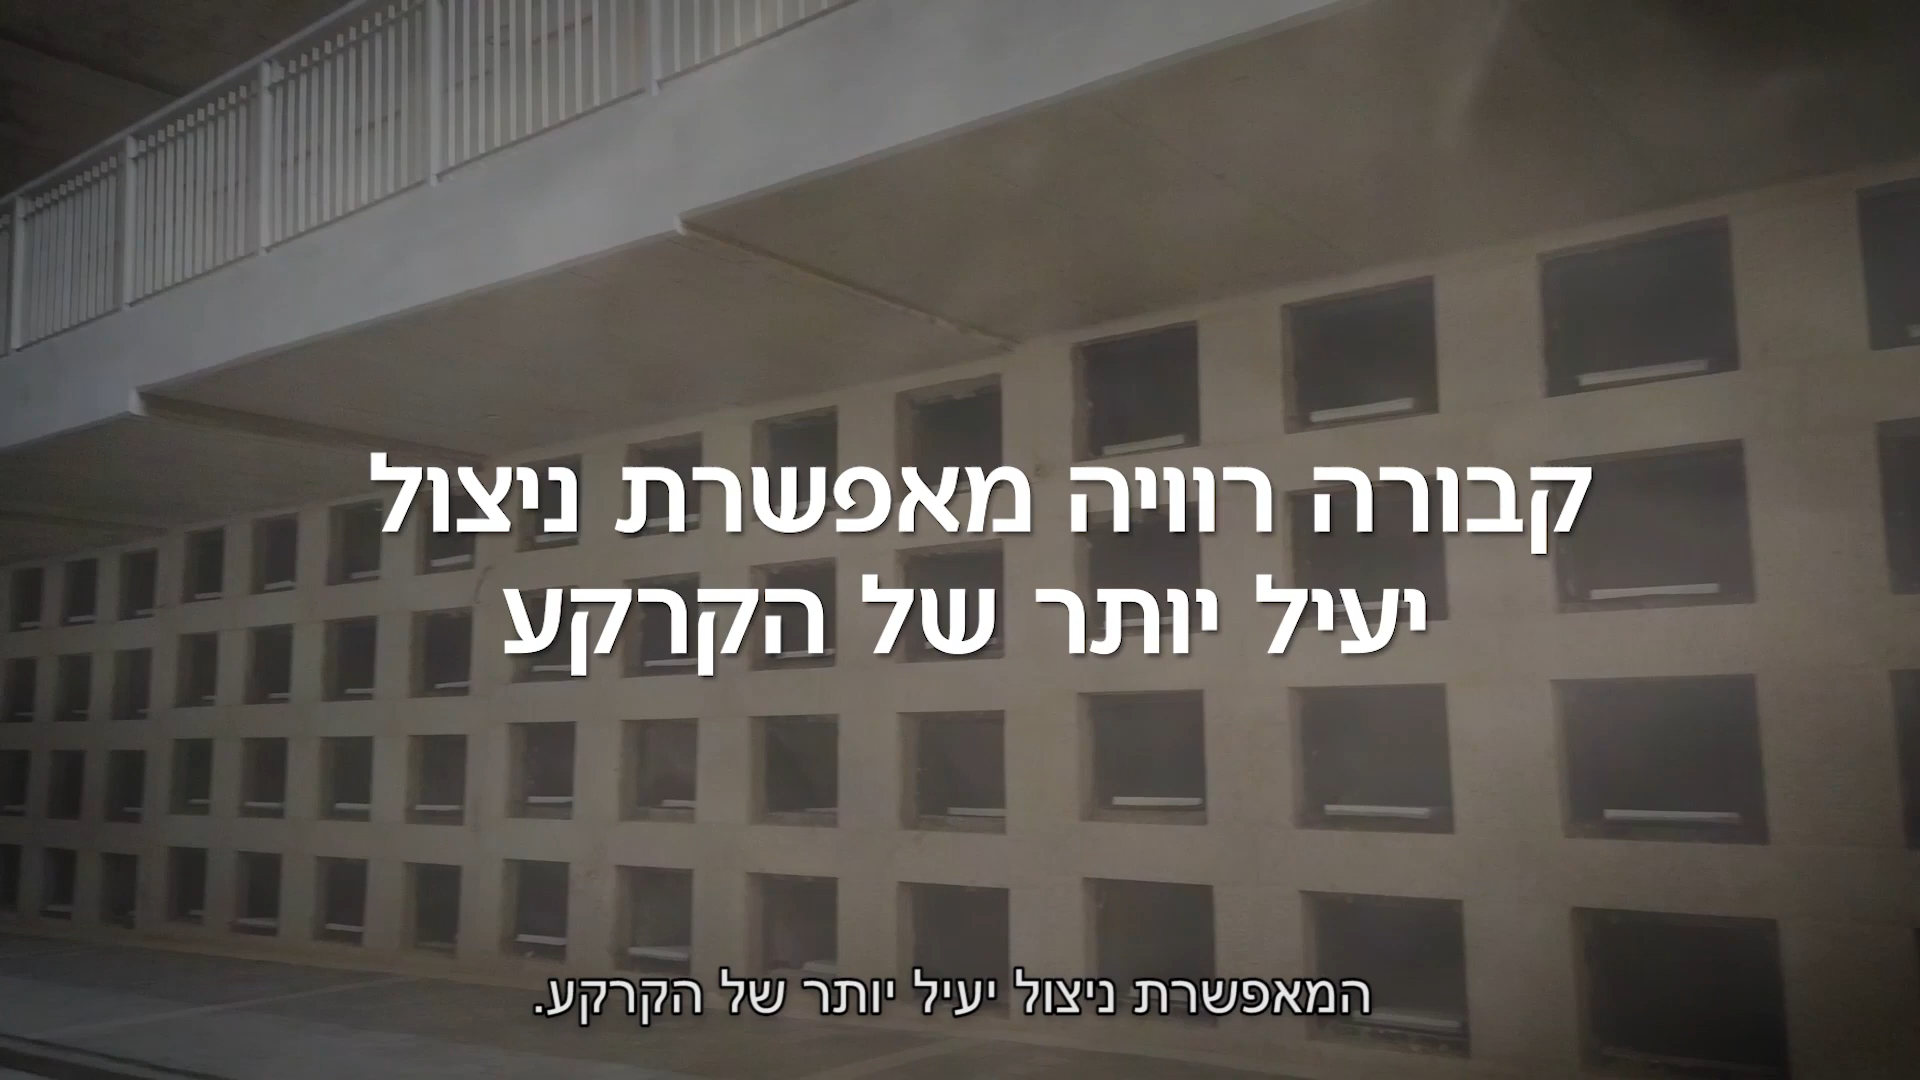 קבורה רוויה מאפשרת ניצול
יעיל יותר של הקרקע
המאפשרת ניצול יעיל יותר של הקרקע.